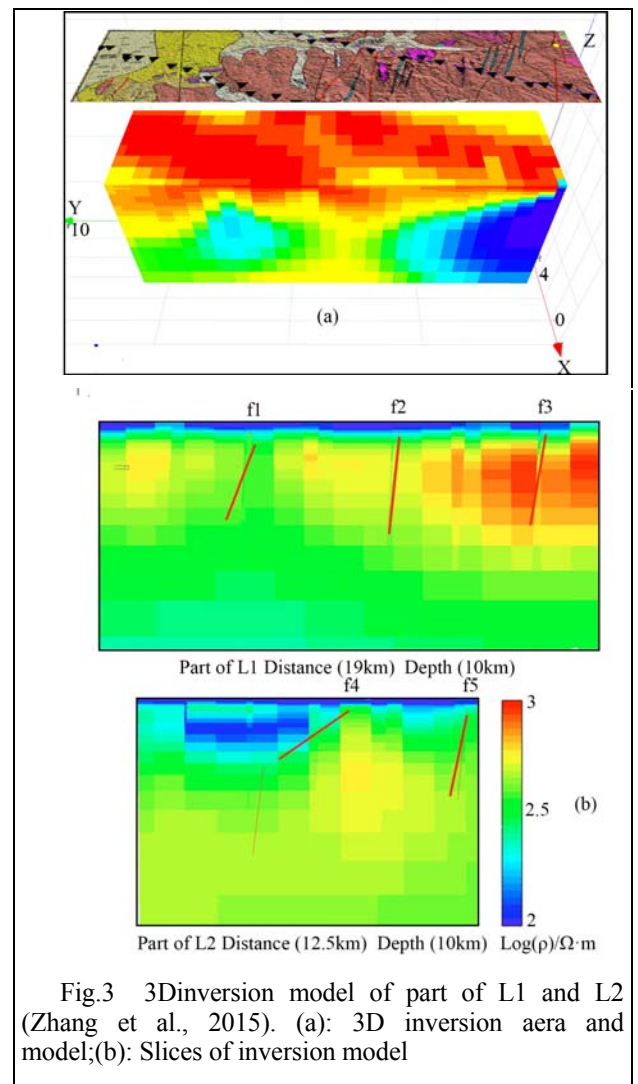 Z
Y
10
4
(a)
0
X
f1 f2 f3
Part of L1 Distance (19km) Depth (10km)
f4 f5
3
2.5
(b)
2
Part of L2 Distance (12.5km) Depth (10km) Log(ρ)/Ω·m
Fig.3 3Dinversion model of part of L1 and L2
(Zhang et al., 2015). (a): 3D inversion aera and
model;(b): Slices of inversion model